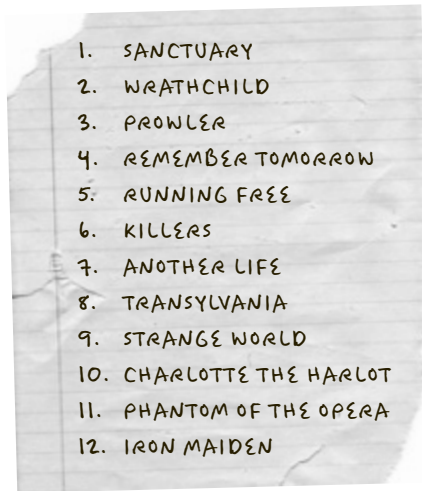 1. SANCTUARY
2. WRATHCHILD
3. PROWLER
4. REMEMBER TOMORROW
5. RUNNING FREE
6. KILLERS
7. ANOTHER LIFE
8. TRANSYLVANIA
9. STRANGE WORLD
10. CHARLOTTE THE HARLOT
11. PHANTOM OF THE OPERA
12. IRON MAIDEN